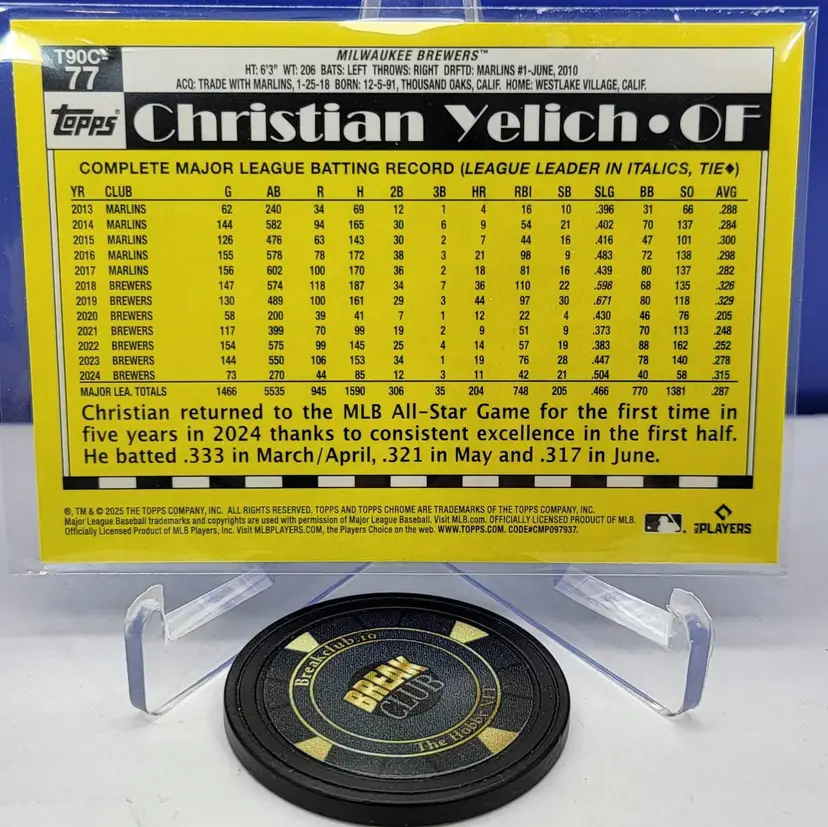 T90C-
77
MILWAUKEE BREWERS™
HT: 6'3" WT: 206 BATS: LEFT THROWS: RIGHT DRFTD: MARLINS #1-JUNE, 2010
ACQ: TRADE WITH MARLINS, 1-25-18 BORN: 12-5-91, THOUSAND OAKS, CALIF. HOME: WESTLAKE VILLAGE, CALIF.
Topps® Christian Yelich • OF
COMPLETE MAJOR LEAGUE BATTING RECORD (LEAGUE LEADER IN ITALICS, TIE◆)
YR CLUB G AB R H 2B 3B HR RBI SB SLG BB SO AVG
2013 MARLINS 62 240 34 69 12 1 4 16 10 .396 31 66 .288
2014 MARLINS 144 582 94 165 30 6 9 54 21 .402 70 137 .284
2015 MARLINS 126 476 63 143 30 2 7 44 16 .416 47 101 .300
2016 MARLINS 155 578 78 172 38 3 21 98 9 .483 72 138 .298
2017 MARLINS 156 602 100 170 36 2 18 81 16 .439 80 137 .282
2018 BREWERS 147 574 118 187 34 7 36 110 22 .598 68 135 .326
2019 BREWERS 130 489 100 161 29 3 44 97 30 .671 80 118 .329
2020 BREWERS 58 200 39 41 7 1 12 22 4 .430 46 76 .205
2021 BREWERS 117 399 70 99 19 2 9 51 9 .373 70 113 .248
2022 BREWERS 154 575 99 145 25 4 14 57 19 .383 88 162 .252
2023 BREWERS 144 550 106 153 34 1 19 76 28 .447 78 140 .278
2024 BREWERS 73 270 44 85 12 3 11 42 21 .504 40 58 .315
MAJOR LEA. TOTALS 1466 5535 945 1590 306 35 204 748 205 .466 770 1381 .287
Christian returned to the MLB All-Star Game for the first time in
five years in 2024 thanks to consistent excellence in the first half.
He batted .333 in March/April, .321 in May and .317 in June.
®, TM & © 2025 THE TOPPS COMPANY, INC. ALL RIGHTS RESERVED. TOPPS AND TOPPS CHROME ARE TRADEMARKS OF THE TOPPS COMPANY, INC.
Major League Baseball trademarks and copyrights are used with permission of Major League Baseball. Visit MLB.com. OFFICIALLY LICENSED PRODUCT OF MLB.
Officially Licensed Product of MLB Players, Inc. Visit MLBPLAYERS.COM, the Players Choice on the web. WWW.TOPPS.COM. CODE#CMP097937.
MLB PLAYERS
Breakclub.io
BREAK
CLUB
The Hobby.NFT